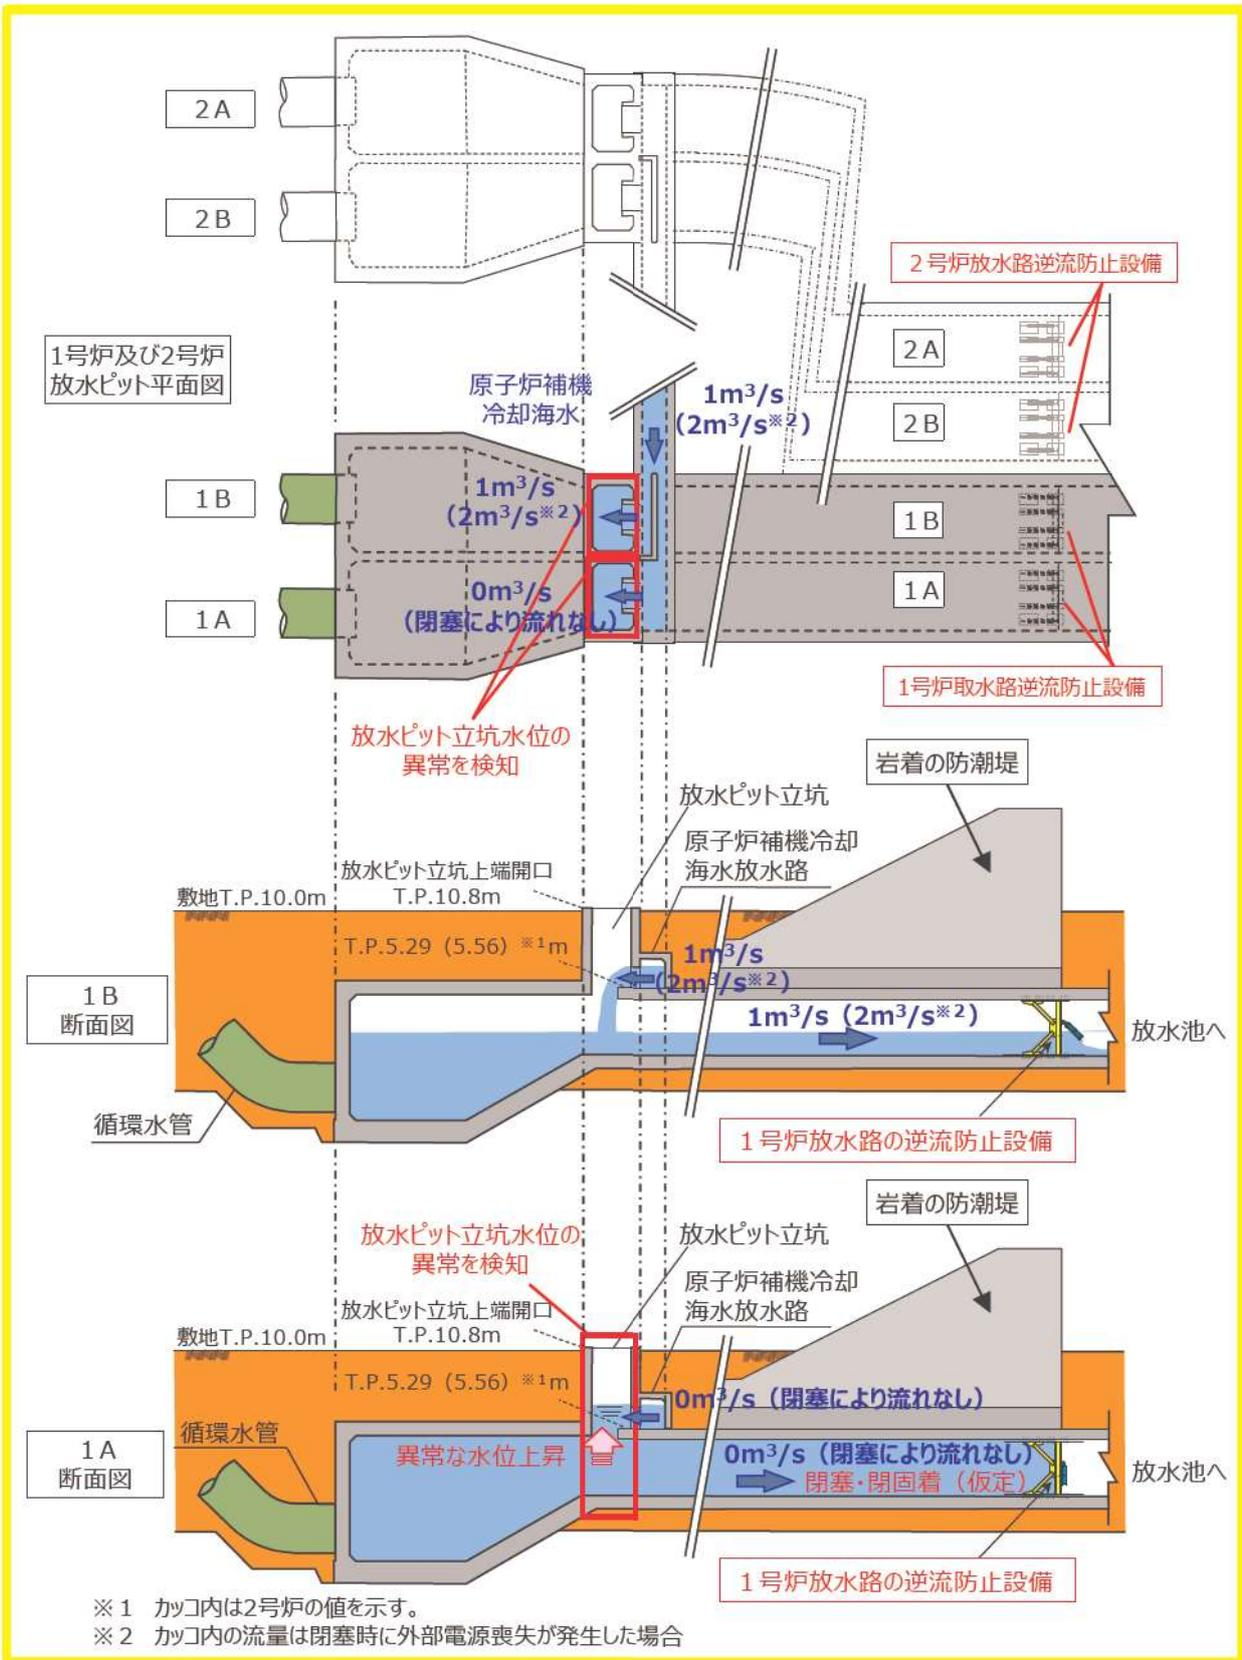 2A
2B
2号炉放水路逆流防止設備
1号炉及び2号炉
放水ピット平面図
2A
2B
原子炉補機
冷却海水
1m³/s
(2m³/s※2)
1B
1m³/s
(2m³/s※2)
1B
1A
0m³/s
(閉塞により流れなし)
1A
1号炉取水路逆流防止設備
放水ピット立坑水位の
異常を検知
岩着の防潮堤
放水ピット立坑
原子炉補機冷却
海水放水路
放水ピット立坑上端開口
T.P.10.8m
敷地T.P.10.0m
T.P.5.29(5.56)※1m
1m³/s
(2m³/s※2)
1B
断面図
1m³/s(2m³/s※2)
放水池へ
循環水管
1号炉放水路の逆流防止設備
岩着の防潮堤
放水ピット立坑水位の
異常を検知
放水ピット立坑
原子炉補機冷却
海水放水路
放水ピット立坑上端開口
T.P.10.8m
敷地T.P.10.0m
T.P.5.29(5.56)※1m
0m³/s(閉塞により流れなし)
循環水管
1A
断面図
異常な水位上昇
0m³/s(閉塞により流れなし)
閉塞・閉固着(仮定)
放水池へ
1号炉放水路の逆流防止設備
※1 カッコ内は2号炉の値を示す。
※2 カッコ内の流量は閉塞時に外部電源喪失が発生した場合